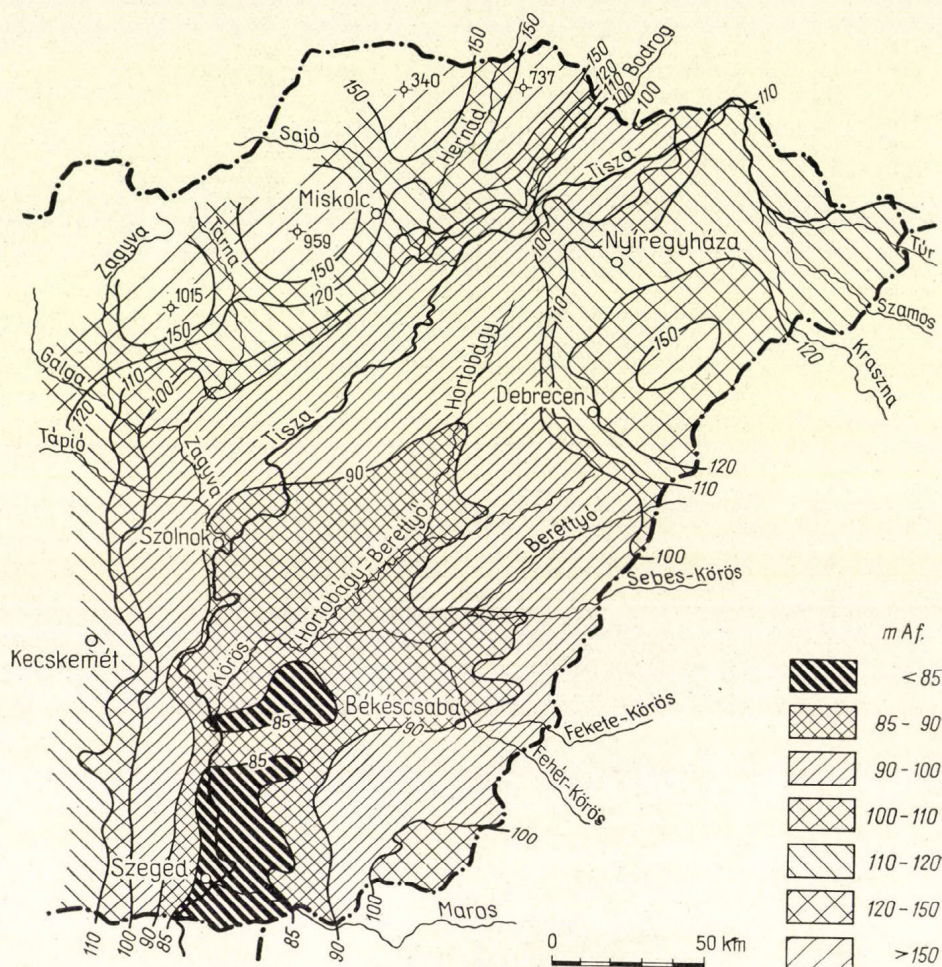 150
150
150
120
110
100
Bodrog
340
737
150
100
110
Hernád
Sajó
Tisza
Miskolc
959
Zagyva
Tarna
150
120
100
Nyíregyháza
Túr
1015
150
110
Szamos
Galga
110
100
150
120
Kraszna
120
Tápió
Tisza
Hortobágy
Debrecen
Zagyva
90
120
110
Szolnok
Hortobágy-Berettyó
Berettyó
100
Sebes-Körös
Kecskemét
Körös
m Af.
< 85
85
Békéscsaba
90
Fekete-Körös
85 - 90
85
Fehér-Körös
90 - 100
100
100 - 110
Szeged
110 - 120
100
Maros
120 - 150
110
100
90
85
85
90
0
50 km
> 150